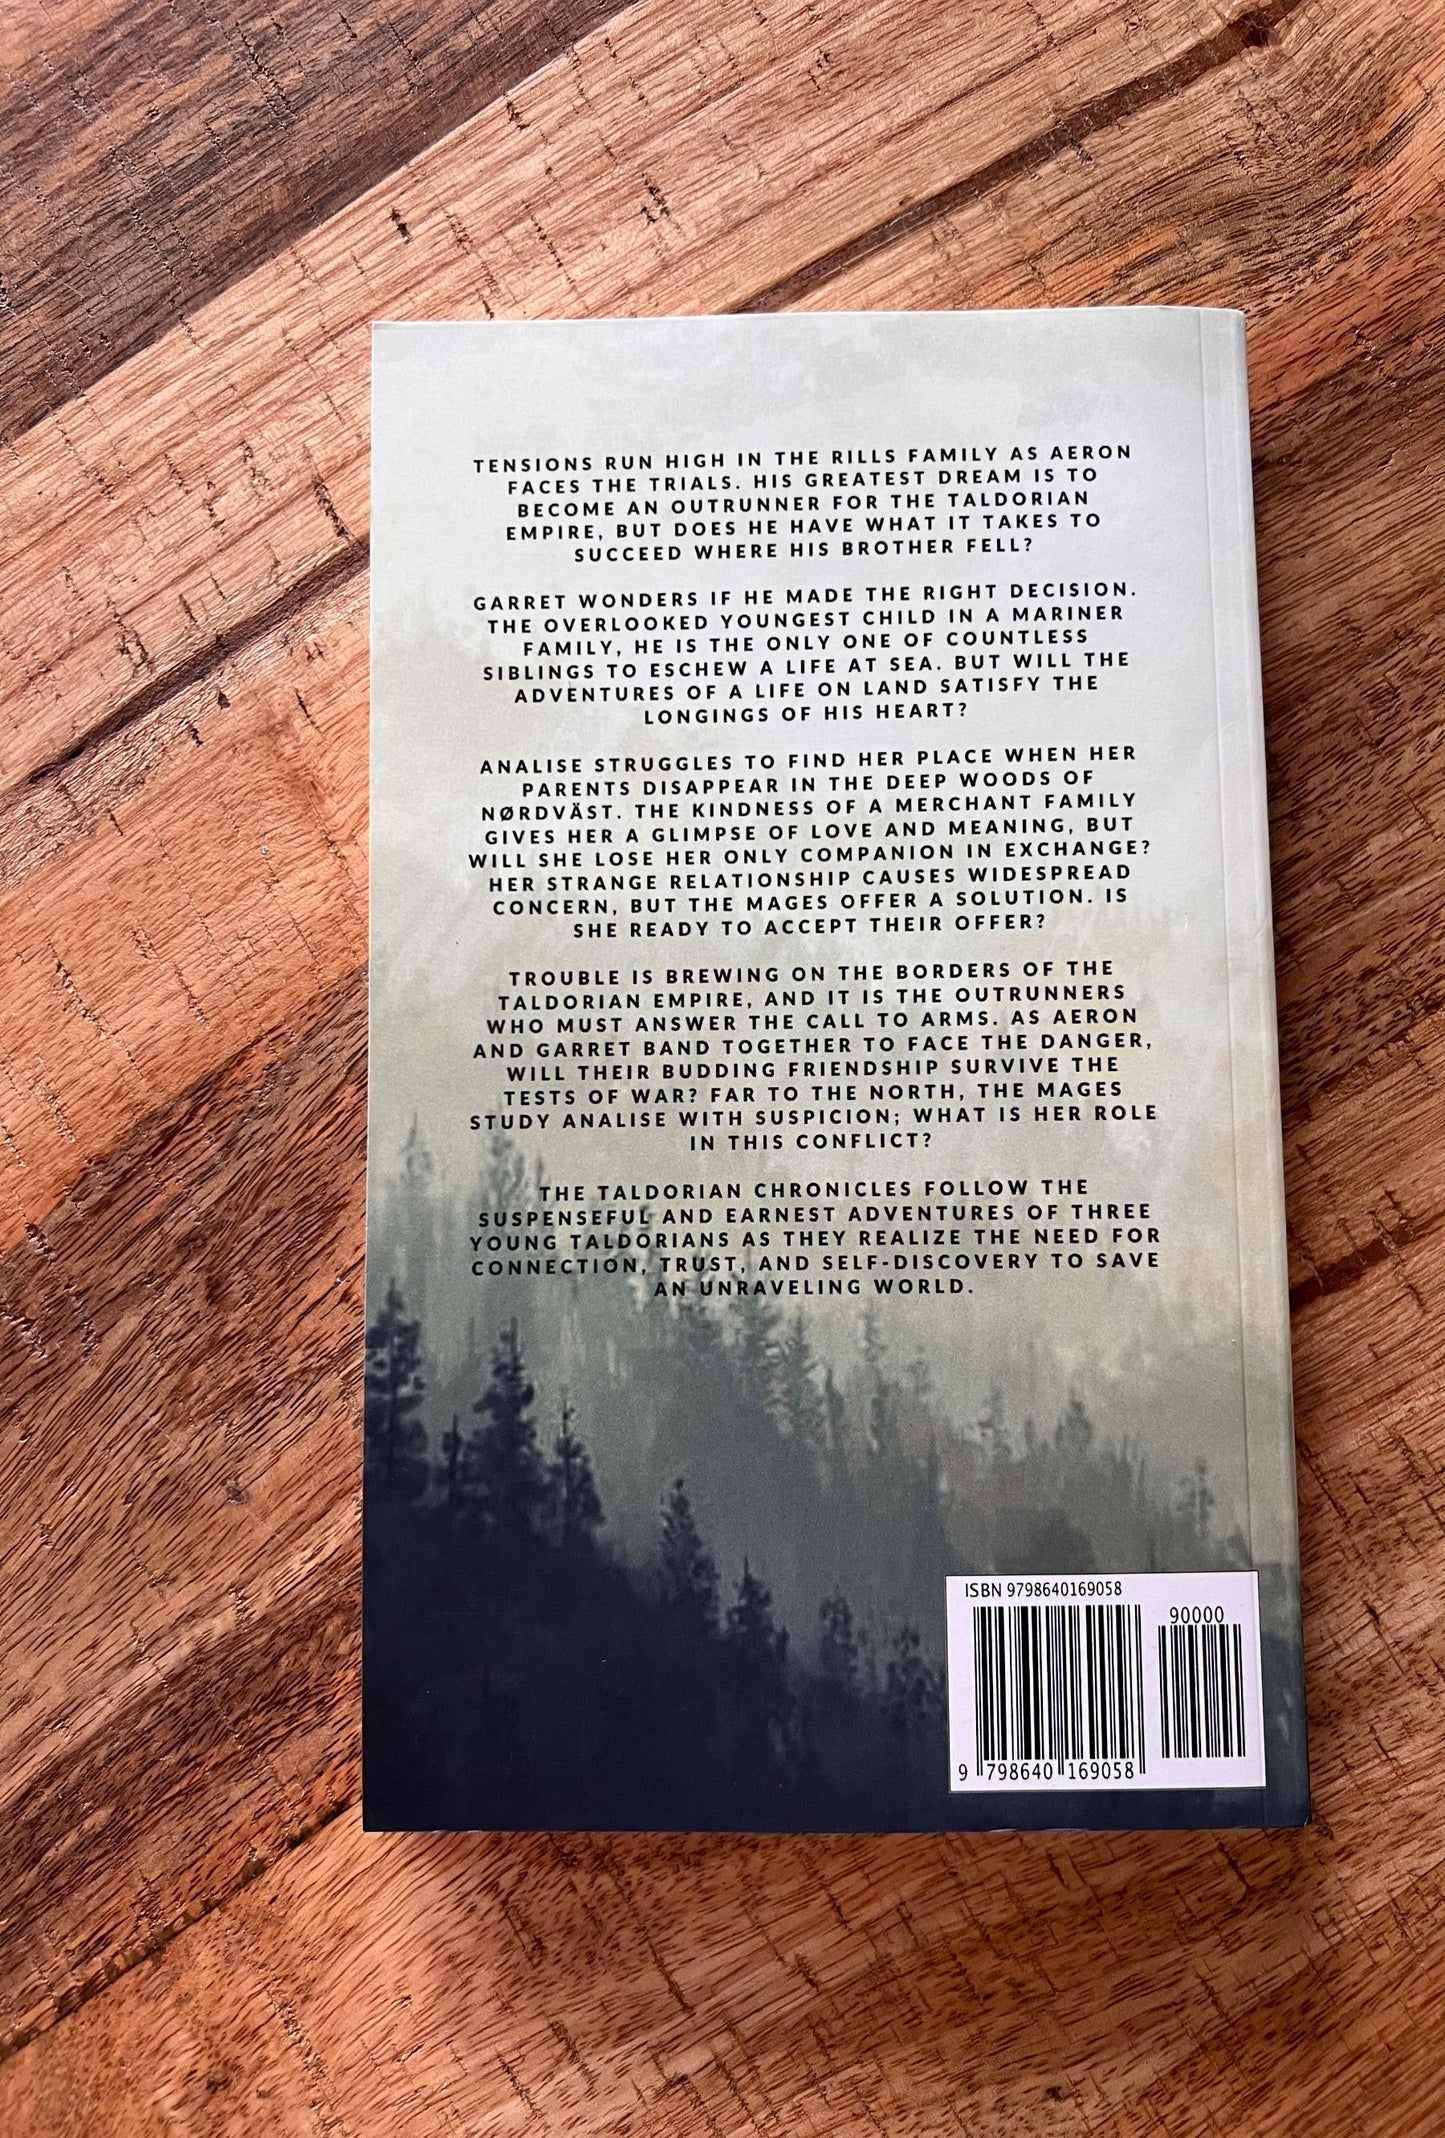 TENSIONS RUN HIGH IN THE RILLS FAMILY AS AERON
FACES THE TRIALS. HIS GREATEST DREAM IS TO
BECOME AN OUTRUNNER FOR THE TALDORIAN
EMPIRE, BUT DOES HE HAVE WHAT IT TAKES TO
SUCCEED WHERE HIS BROTHER FELL?
GARRET WONDERS IF HE MADE THE RIGHT DECISION.
THE OVERLOOKED YOUNGEST CHILD IN A MARINER
FAMILY, HE IS THE ONLY ONE OF COUNTLESS
SIBLINGS TO ESCHEW A LIFE AT SEA. BUT WILL THE
ADVENTURES OF A LIFE ON LAND SATISFY THE
LONGINGS OF HIS HEART?
ANALISE STRUGGLES TO FIND HER PLACE WHEN HER
PARENTS DISAPPEAR IN THE DEEP WOODS OF
NØRDVÄST. THE KINDNESS OF A MERCHANT FAMILY
GIVES HER A GLIMPSE OF LOVE AND MEANING, BUT
WILL SHE LOSE HER ONLY COMPANION IN EXCHANGE?
HER STRANGE RELATIONSHIP CAUSES WIDESPREAD
CONCERN, BUT THE MAGES OFFER A SOLUTION. IS
SHE READY TO ACCEPT THEIR OFFER?
TROUBLE IS BREWING ON THE BORDERS OF THE
TALDORIAN EMPIRE, AND IT IS THE OUTRUNNERS
WHO MUST ANSWER THE CALL TO ARMS. AS AERON
AND GARRET BAND TOGETHER TO FACE THE DANGER,
WILL THEIR BUDDING FRIENDSHIP SURVIVE THE
TESTS OF WAR? FAR TO THE NORTH, THE MAGES
STUDY ANALISE WITH SUSPICION; WHAT IS HER ROLE
IN THIS CONFLICT?
THE TALDORIAN CHRONICLES FOLLOW THE
SUSPENSEFUL AND EARNEST ADVENTURES OF THREE
YOUNG TALDORIANS AS THEY REALIZE THE NEED FOR
CONNECTION, TRUST, AND SELF-DISCOVERY TO SAVE
AN UNRAVELING WORLD.
ISBN 9798640169058
90000
9 798640 169058